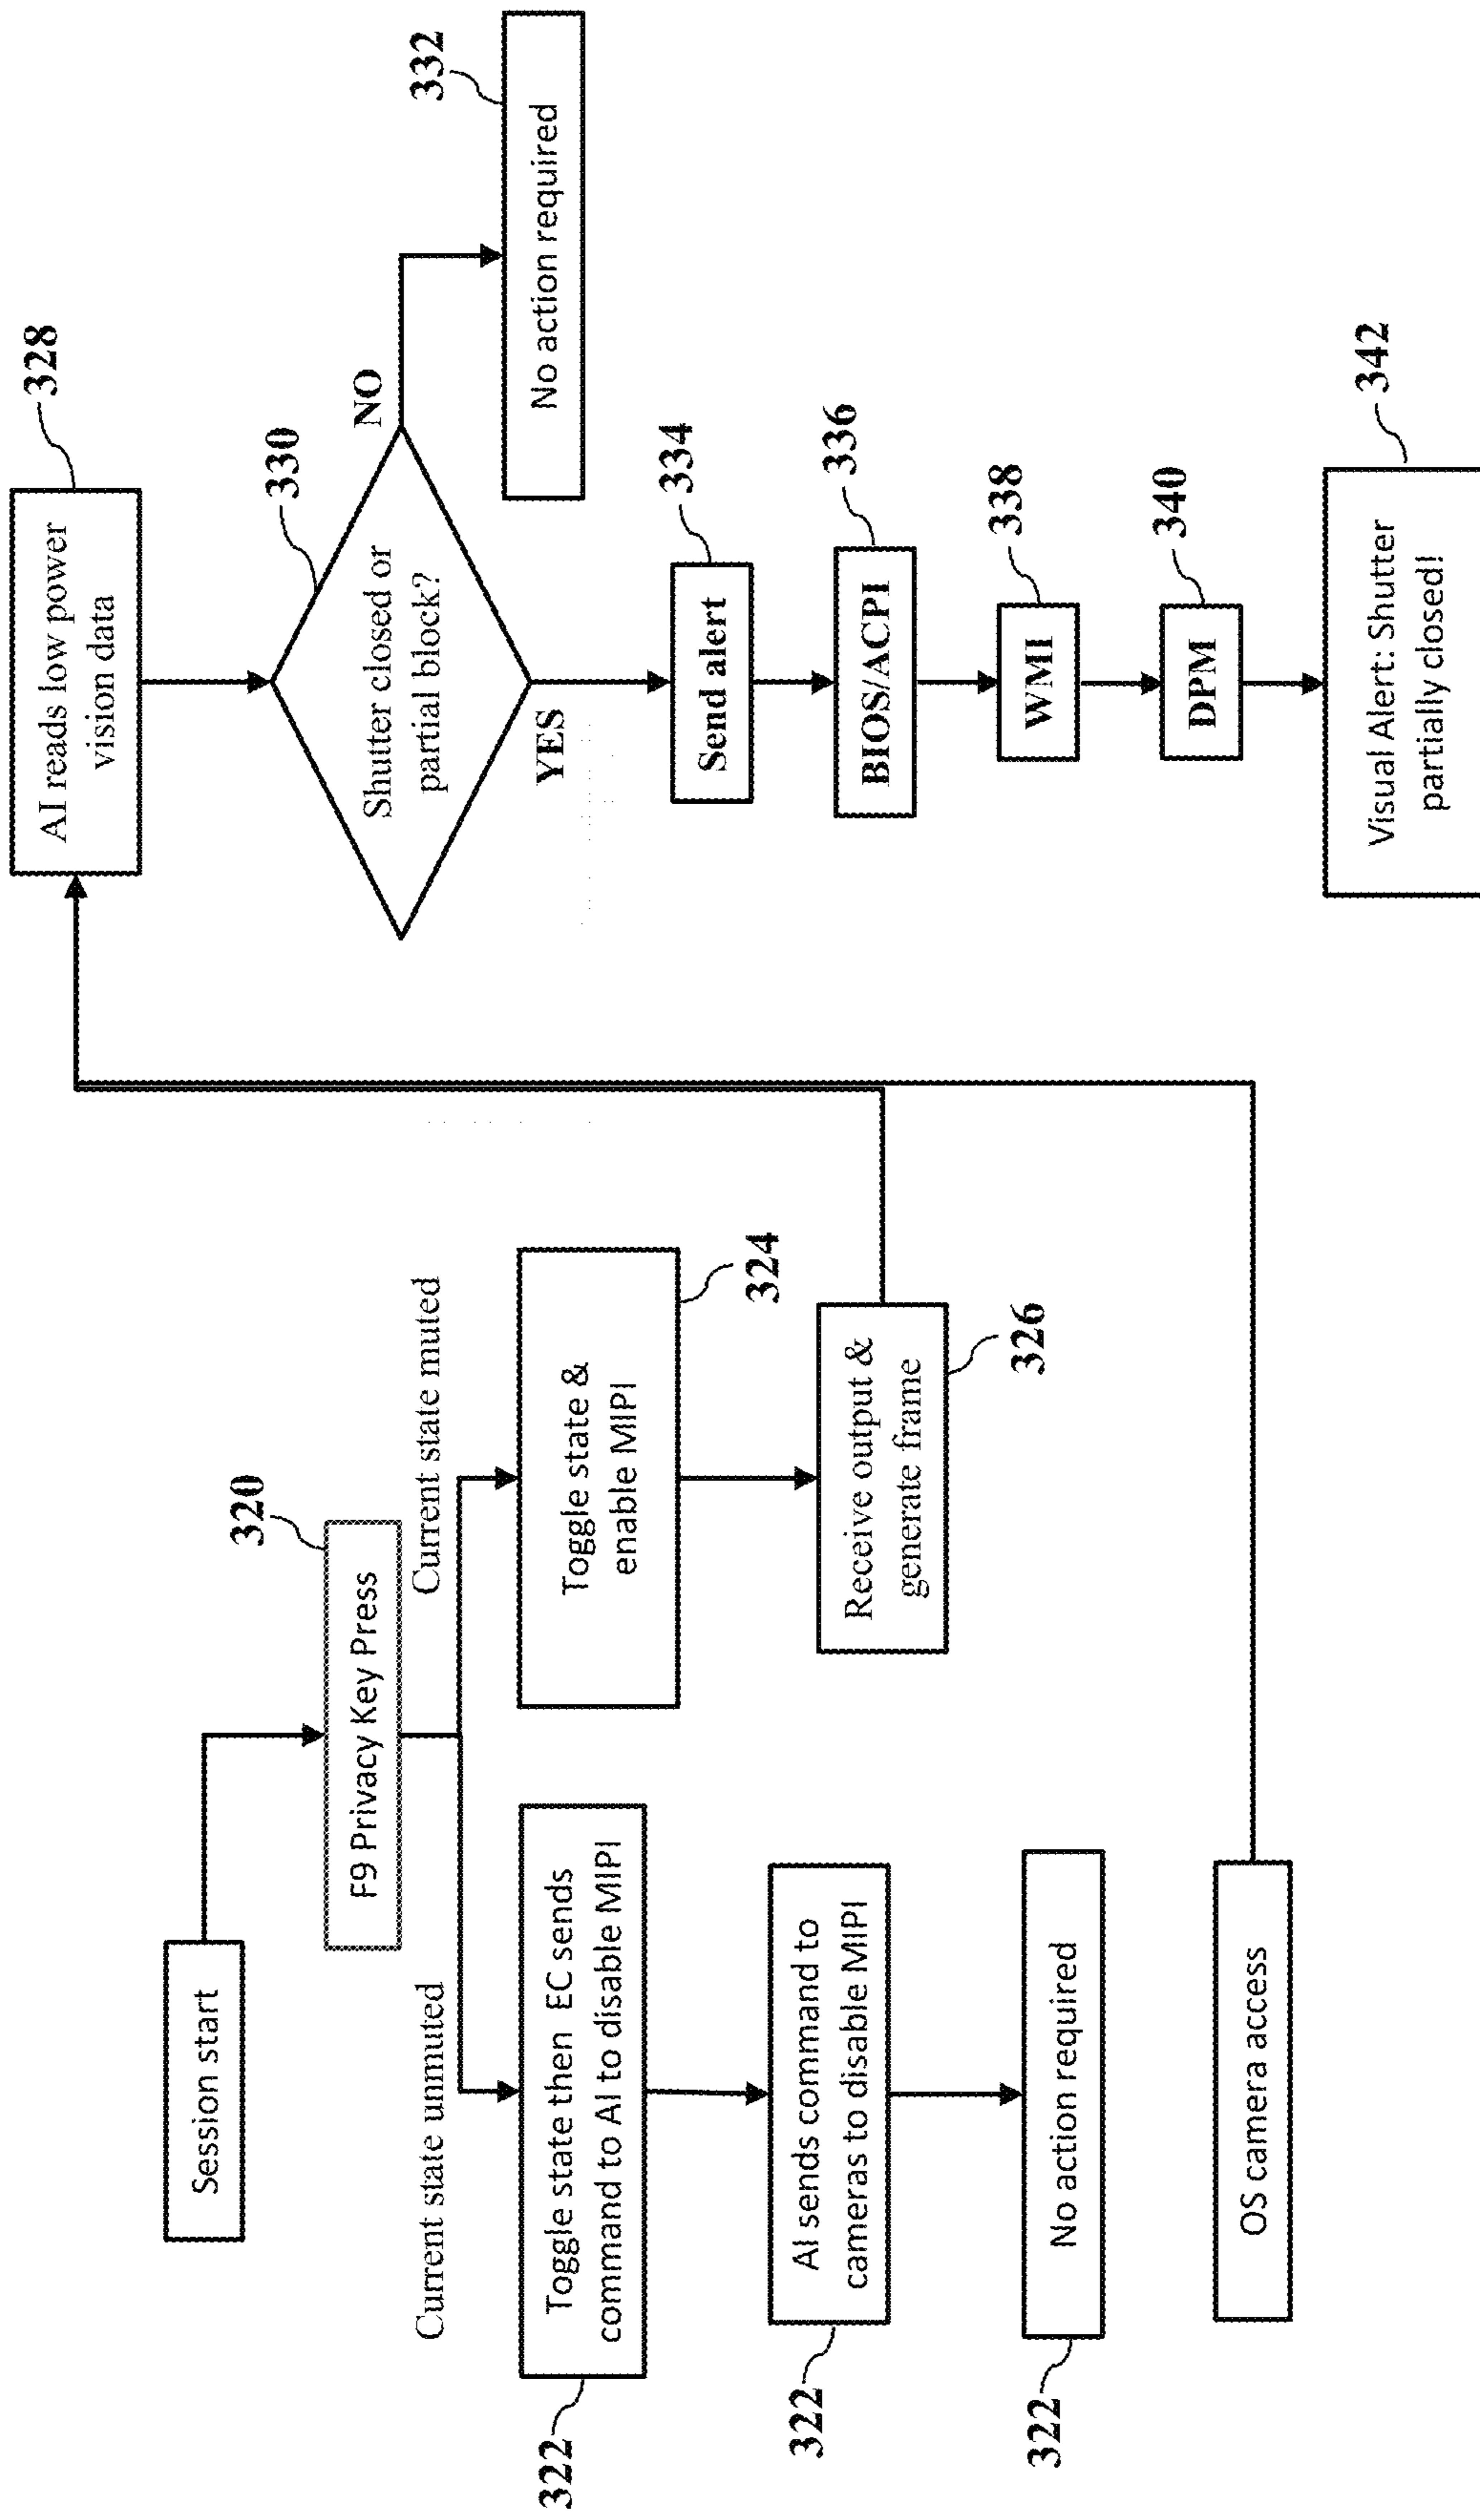 Session start
320
F9 Privacy Key Press
Current state unmuted
Current state muted
322
Toggle state then EC sends
command to AI to disable MIPI
322
AI sends command to
cameras to disable MIPI
322
No action required
324
Toggle state &
enable MIPI
326
Receive output &
generate frame
OS camera access
328
AI reads low power
vision data
330
Shutter closed or
partial block?
NO
332
No action required
YES
334
Send alert
336
BIOS/ACPI
338
WMI
340
DPM
342
Visual Alert: Shutter
partially closed!